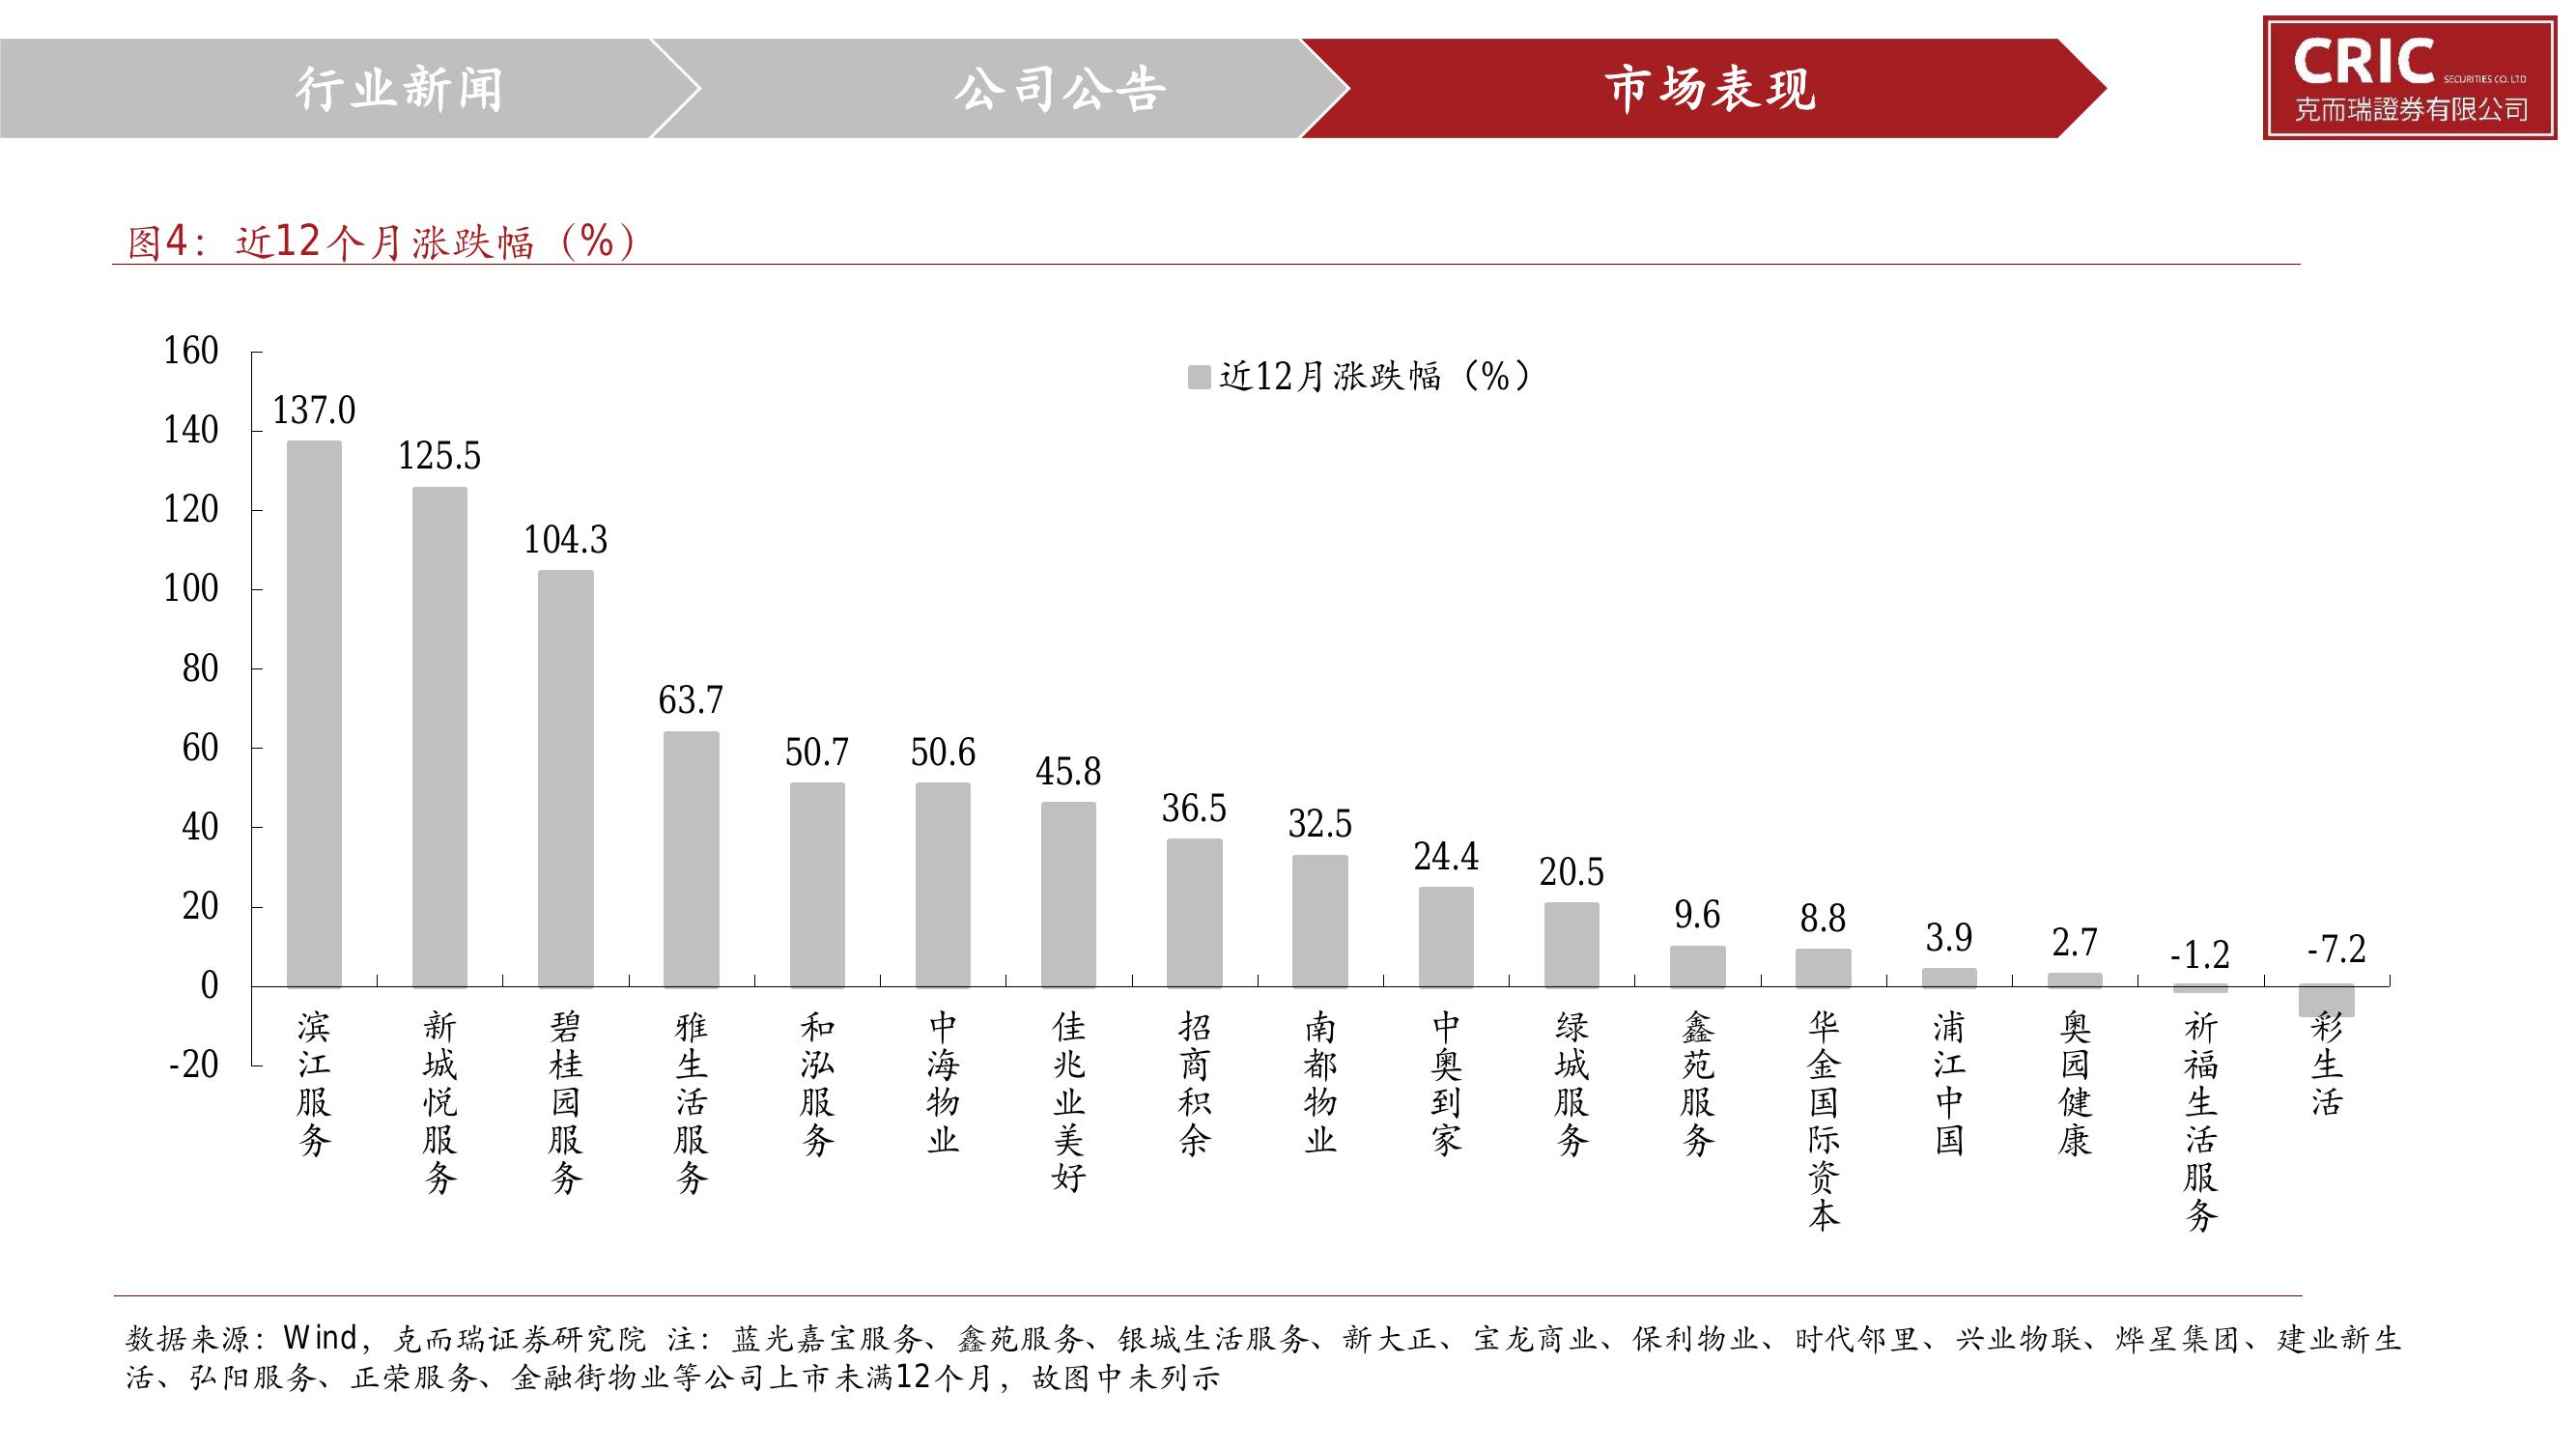 行业新闻
公司公告
市场表现
CRIC SECURITIES CO. LTD
克而瑞證券有限公司
图4：近12个月涨跌幅（%）
近12月涨跌幅（%）
160
140
120
100
80
60
40
20
0
-20
137.0
125.5
104.3
63.7
50.7
50.6
45.8
36.5
32.5
24.4
20.5
9.6
8.8
3.9
2.7
-1.2
-7.2
滨江服务
新城悦服务
碧桂园服务
雅生活服务
和泓服务
中海物业
佳兆业美好
招商积余
南都物业
中奥到家
绿城服务
鑫苑服务
华金国际资本
浦江中国
奥园健康
祈福生活服务
彩生活
数据来源：Wind，克而瑞证券研究院 注：蓝光嘉宝服务、鑫苑服务、银城生活服务、新大正、宝龙商业、保利物业、时代邻里、兴业物联、烨星集团、建业新生
活、弘阳服务、正荣服务、金融街物业等公司上市未满12个月，故图中未列示